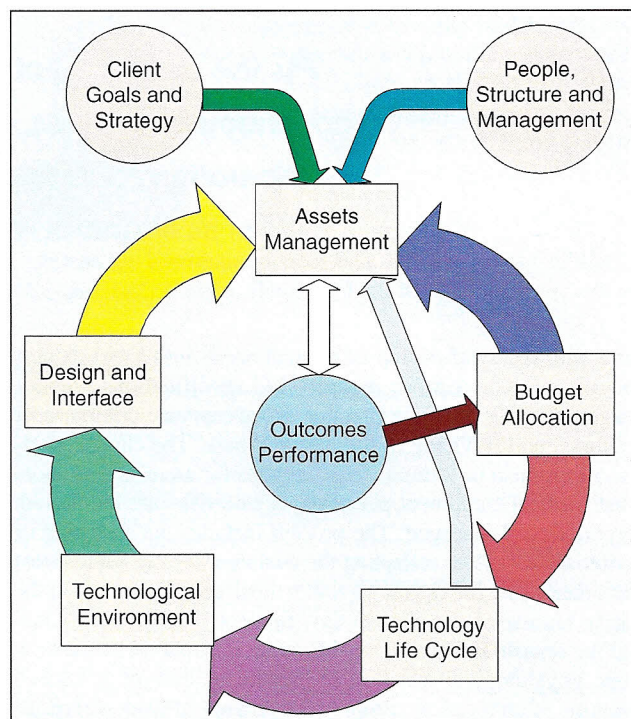 Client
Goals and
Strategy
People,
Structure and
Management
Assets
Management
Design and
Interface
Budget
Allocation
Outcomes
Performance
Technological
Environment
Technology
Life Cycle